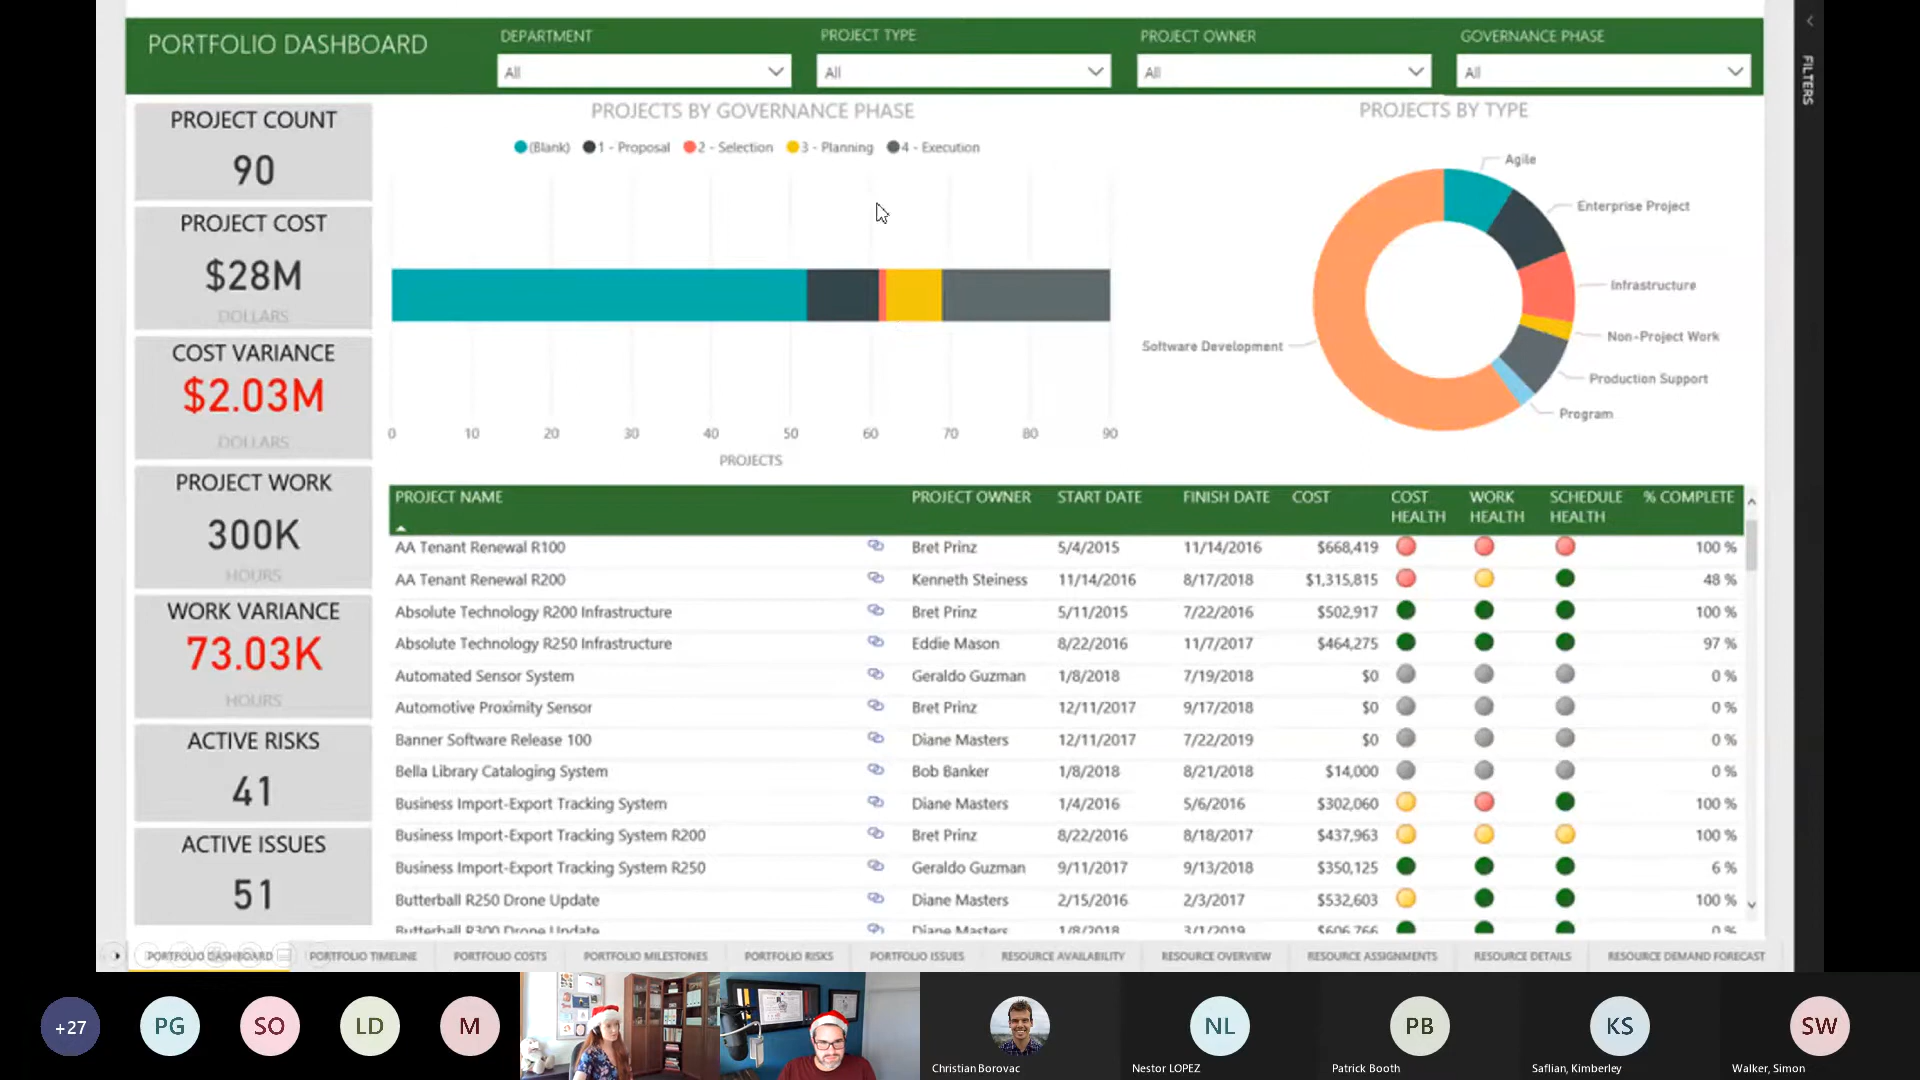 PORTFOLIO DASHBOARD
DEPARTMENT
All
PROJECT TYPE
All
PROJECT OWNER
All
GOVERNANCE PHASE
All
FILTERS
PROJECT COUNT
90
PROJECT COST
$28M
DOLLARS
COST VARIANCE
$2.03M
DOLLARS
PROJECT WORK
300K
HOURS
WORK VARIANCE
73.03K
HOURS
ACTIVE RISKS
41
ACTIVE ISSUES
51
PROJECTS BY GOVERNANCE PHASE
(Blank) 1 - Proposal 2 - Selection 3 - Planning 4 - Execution
0 10 20 30 40 50 60 70 80 90
PROJECTS
PROJECTS BY TYPE
Agile
Enterprise Project
Infrastructure
Non-Project Work
Software Development
Production Support
Program
PROJECT NAME PROJECT OWNER START DATE FINISH DATE COST COST HEALTH WORK HEALTH SCHEDULE HEALTH % COMPLETE
AA Tenant Renewal R100 Bret Prinz 5/4/2015 11/14/2016 $668,419 100 %
AA Tenant Renewal R200 Kenneth Steiness 11/14/2016 8/17/2018 $1,315,815 48 %
Absolute Technology R200 Infrastructure Bret Prinz 5/11/2015 7/22/2016 $502,917 100 %
Absolute Technology R250 Infrastructure Eddie Mason 8/22/2016 11/7/2017 $464,275 97 %
Automated Sensor System Geraldo Guzman 1/8/2018 7/19/2018 $0 0 %
Automotive Proximity Sensor Bret Prinz 12/11/2017 9/17/2018 $0 0 %
Banner Software Release 100 Diane Masters 12/11/2017 7/22/2019 $0 0 %
Bella Library Cataloging System Bob Banker 1/8/2018 8/21/2018 $14,000 0 %
Business Import-Export Tracking System Diane Masters 1/4/2016 5/6/2016 $302,060 100 %
Business Import-Export Tracking System R200 Bret Prinz 8/22/2016 8/18/2017 $437,963 100 %
Business Import-Export Tracking System R250 Geraldo Guzman 9/11/2017 9/13/2018 $350,125 6 %
Butterball R250 Drone Update Diane Masters 2/15/2016 2/3/2017 $532,603 100 %
Butterball R300 Drone Update Diane Masters 1/8/2018 3/1/2019 $606,766 0 %
PORTFOLIO DASHBOARD PORTFOLIO TIMELINE PORTFOLIO COSTS PORTFOLIO MILESTONES PORTFOLIO RISKS PORTFOLIO ISSUES RESOURCE AVAILABILITY RESOURCE OVERVIEW RESOURCE ASSIGNMENTS RESOURCE DETAILS RESOURCE DEMAND FORECAST
+27 PG SO LD M NL PB KS SW
Christian Borovac Nestor LOPEZ Patrick Booth Saflian, Kimberley Walker, Simon